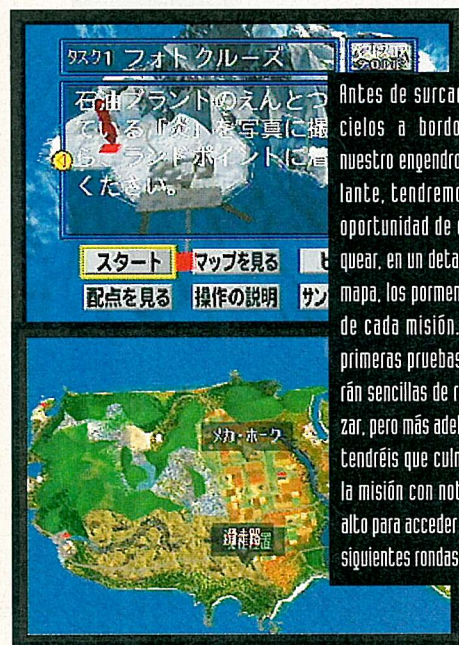 タスク1 フォトクルーズ
石油プラントのえんとつ
ている「炎」を写真に撮
ら
ランドポイントに着
ください。
スタート マップを見る
配点を見る 操作の説明 サン
メカ・ホーク
Antes de surcar
cielos a bordo
nuestro engendro
lante, tendremo
oportunidad de
quear, en un deta
mapa, los pormen
de cada misión.
primeras pruebas
rán sencillas de r
zar, pero más adel
tendréis que culm
la misión con not
alto para acceder
siguientes rondas